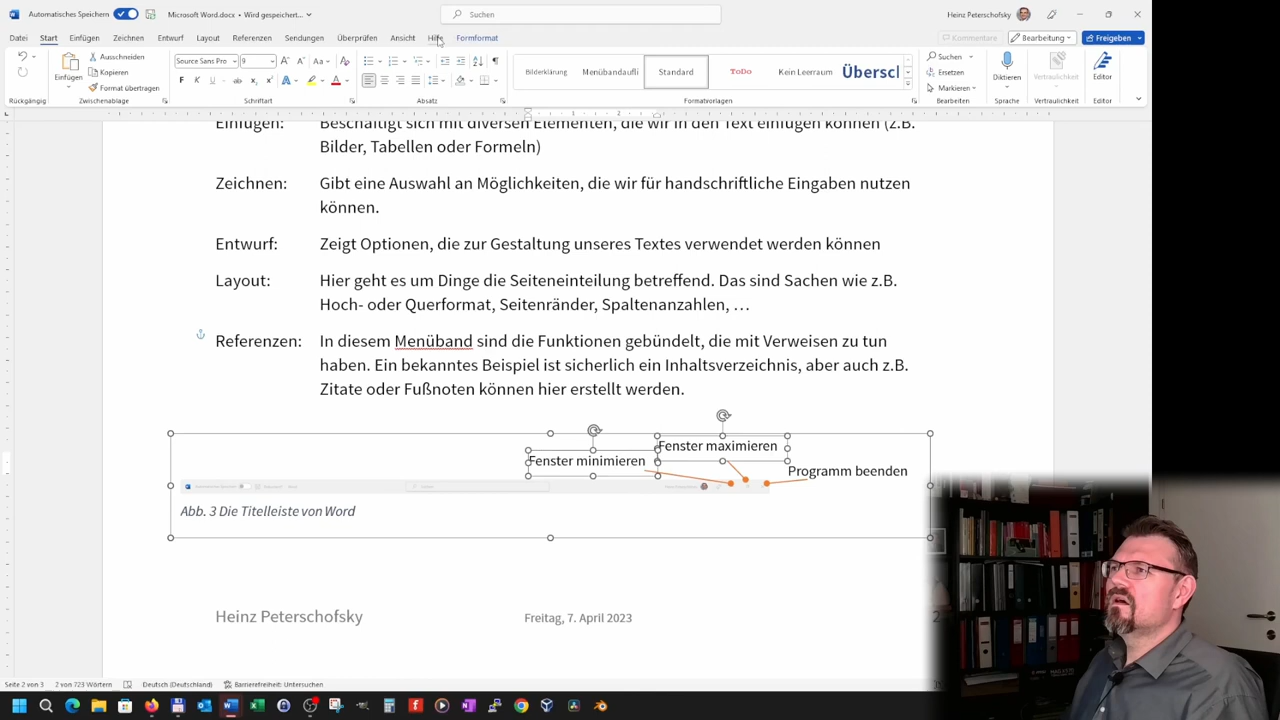 Automatisches Speichern
Microsoft Word.docx • Wird gespeichert...
Suchen
Heinz Peterschofsky
Datei Start Einfügen Zeichnen Entwurf Layout Referenzen Sendungen Überprüfen Ansicht Hilfe Formformat
Kommentare Bearbeitung Freigeben
Einfügen
Ausschneiden
Kopieren
Format übertragen
Source Sans Pro 9
Bilderklärung Menübandaufli Standard ToDo Kein Leerraum Überscl
Suchen
Ersetzen
Markieren
Diktieren
Vertraulichkeit
Editor
Rückgängig Zwischenablage Schriftart Absatz Formatvorlagen Bearbeiten Sprache Vertraulichkeit Editor
Einfügen: Beschäftigt sich mit diversen Elementen, die wir in den Text einfügen können (z.B.
Bilder, Tabellen oder Formeln)
Zeichnen: Gibt eine Auswahl an Möglichkeiten, die wir für handschriftliche Eingaben nutzen
können.
Entwurf: Zeigt Optionen, die zur Gestaltung unseres Textes verwendet werden können
Layout: Hier geht es um Dinge die Seiteneinteilung betreffend. Das sind Sachen wie z.B.
Hoch- oder Querformat, Seitenränder, Spaltenanzahlen, …
Referenzen: In diesem Menüband sind die Funktionen gebündelt, die mit Verweisen zu tun
haben. Ein bekanntes Beispiel ist sicherlich ein Inhaltsverzeichnis, aber auch z.B.
Zitate oder Fußnoten können hier erstellt werden.
Fenster maximieren
Fenster minimieren
Programm beenden
Abb. 3 Die Titelleiste von Word
Heinz Peterschofsky Freitag, 7. April 2023
Seite 2 von 3 2 von 723 Wörtern Deutsch (Deutschland) Barrierefreiheit: Untersuchen